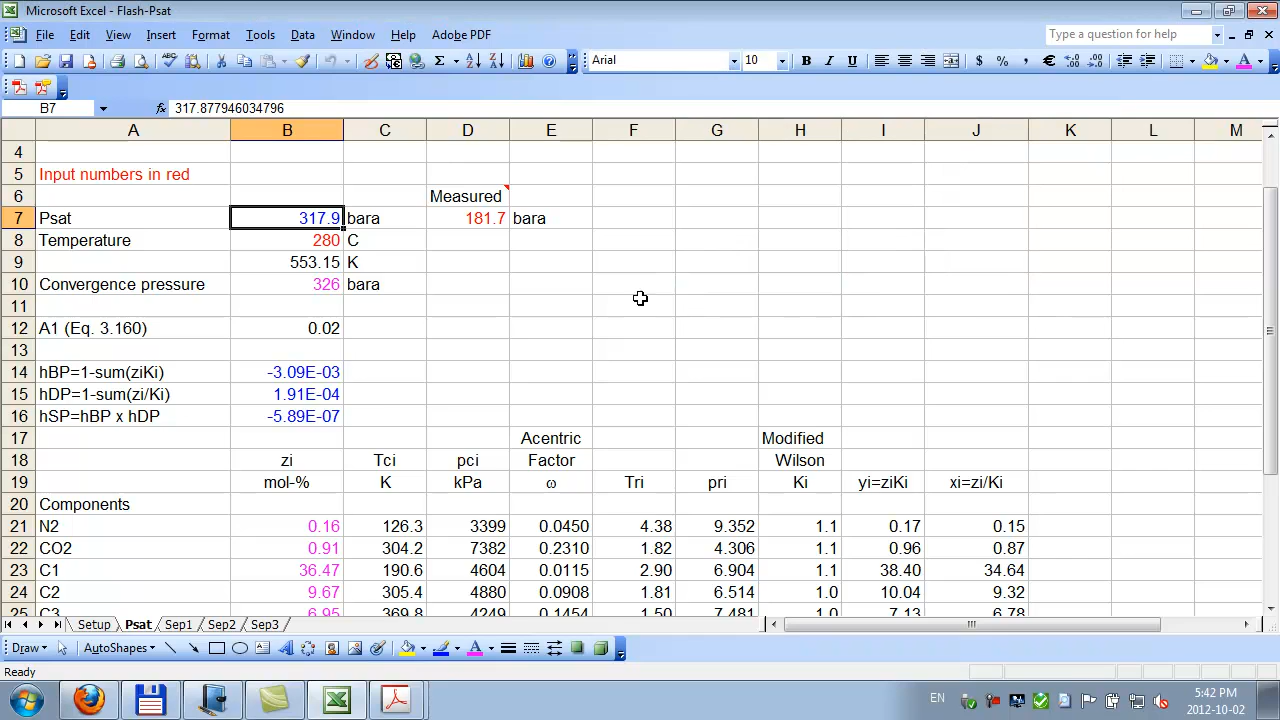 Microsoft Excel - Flash-Psat
File Edit View Insert Format Tools Data Window Help Adobe PDF Type a question for help
Arial 10 B I U $ % , €
B7 fx 317.877946034796
A B C D E F G H I J K L M
4
5 Input numbers in red
6 Measured
7 Psat 317.9 bara 181.7 bara
8 Temperature 280 C
9 553.15 K
10 Convergence pressure 326 bara
11
12 A1 (Eq. 3.160) 0.02
13
14 hBP=1-sum(ziKi) -3.09E-03
15 hDP=1-sum(zi/Ki) 1.91E-04
16 hSP=hBP x hDP -5.89E-07
17 Acentric Modified
18 zi Tci pci Factor Wilson
19 mol-% K kPa ω Tri pri Ki yi=ziKi xi=zi/Ki
20 Components
21 N2 0.16 126.3 3399 0.0450 4.38 9.352 1.1 0.17 0.15
22 CO2 0.91 304.2 7382 0.2310 1.82 4.306 1.1 0.96 0.87
23 C1 36.47 190.6 4604 0.0115 2.90 6.904 1.1 38.40 34.64
24 C2 9.67 305.4 4880 0.0908 1.81 6.514 1.0 10.04 9.32
25 C3 6.95 369.8 4249 0.1454 1.50 7.481 1.0 7.13 6.78
Setup Psat Sep1 Sep2 Sep3
Draw AutoShapes
Ready
EN 5:42 PM
2012-10-02